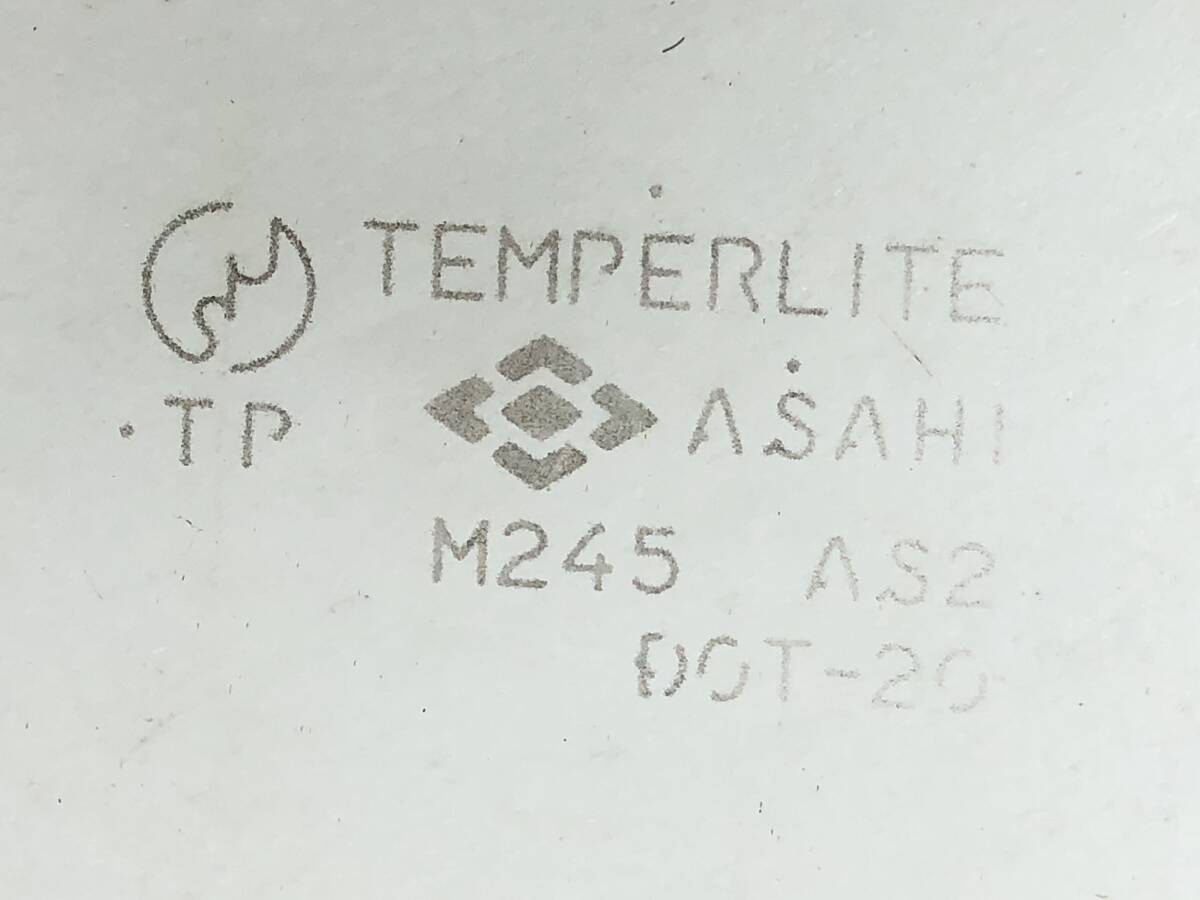 TEMPERLITE
TP ASAHI
M245 AS2
DOT-20